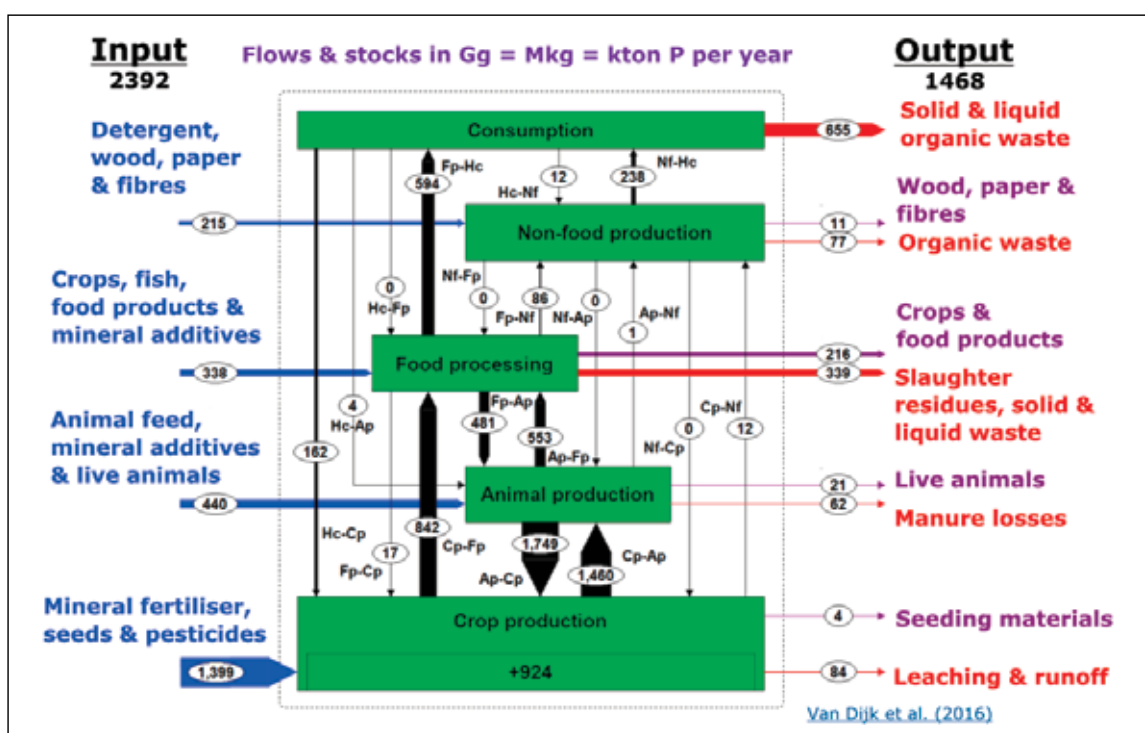 Input
2392
Flows & stocks in Gg = Mkg = kton P per year
Output
1468
Detergent,
wood, paper
& fibres
215
Crops, fish,
food products &
mineral additives
338
Animal feed,
mineral additives
& live animals
440
Mineral fertiliser,
seeds & pesticides
1,399
Consumption
Fp-Hc
594
12
Hc-Nf
Nf-Hc
238
Non-food production
0
Hc-Fp
Nf-Fp
0
86
Fp-Nf
0
Nf-Ap
Ap-Nf
1
Food processing
4
Hc-Ap
162
Fp-Ap
481
553
Ap-Fp
Cp-Nf
0
12
Nf-Cp
Animal production
Hc-Cp
17
Fp-Cp
842
Cp-Fp
1,749
Ap-Cp
Cp-Ap
1,460
Crop production
+924
655
Solid & liquid
organic waste
11
Wood, paper &
fibres
77
Organic waste
216
Crops &
food products
339
Slaughter
residues, solid &
liquid waste
21
Live animals
62
Manure losses
4
Seeding materials
84
Leaching & runoff
Van Dijk et al. (2016)